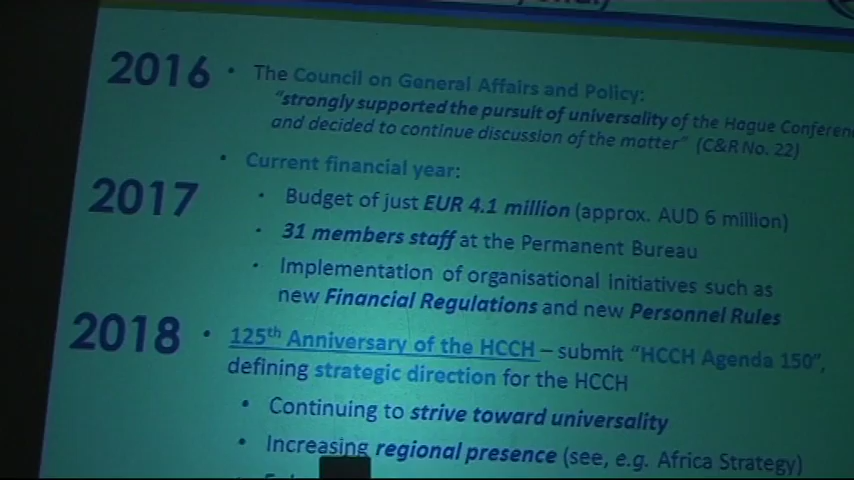 2016 • The Council on General Affairs and Policy:
"strongly supported the pursuit of universality of the Hague
and decided to continue discussion of the matter" (C&R No. 22)
• Current financial year:
2017
• Budget of just EUR 4.1 million (approx. AUD 6 million)
• 31 members staff at the Permanent Bureau
• Implementation of organisational initiatives such as
new Financial Regulations and new Personnel Rules
2018 • 125th Anniversary of the HCCH – submit "HCCH Agenda 150",
defining strategic direction for the HCCH
• Continuing to strive toward universality
• Increasing regional presence (see, e.g. Africa Strategy)